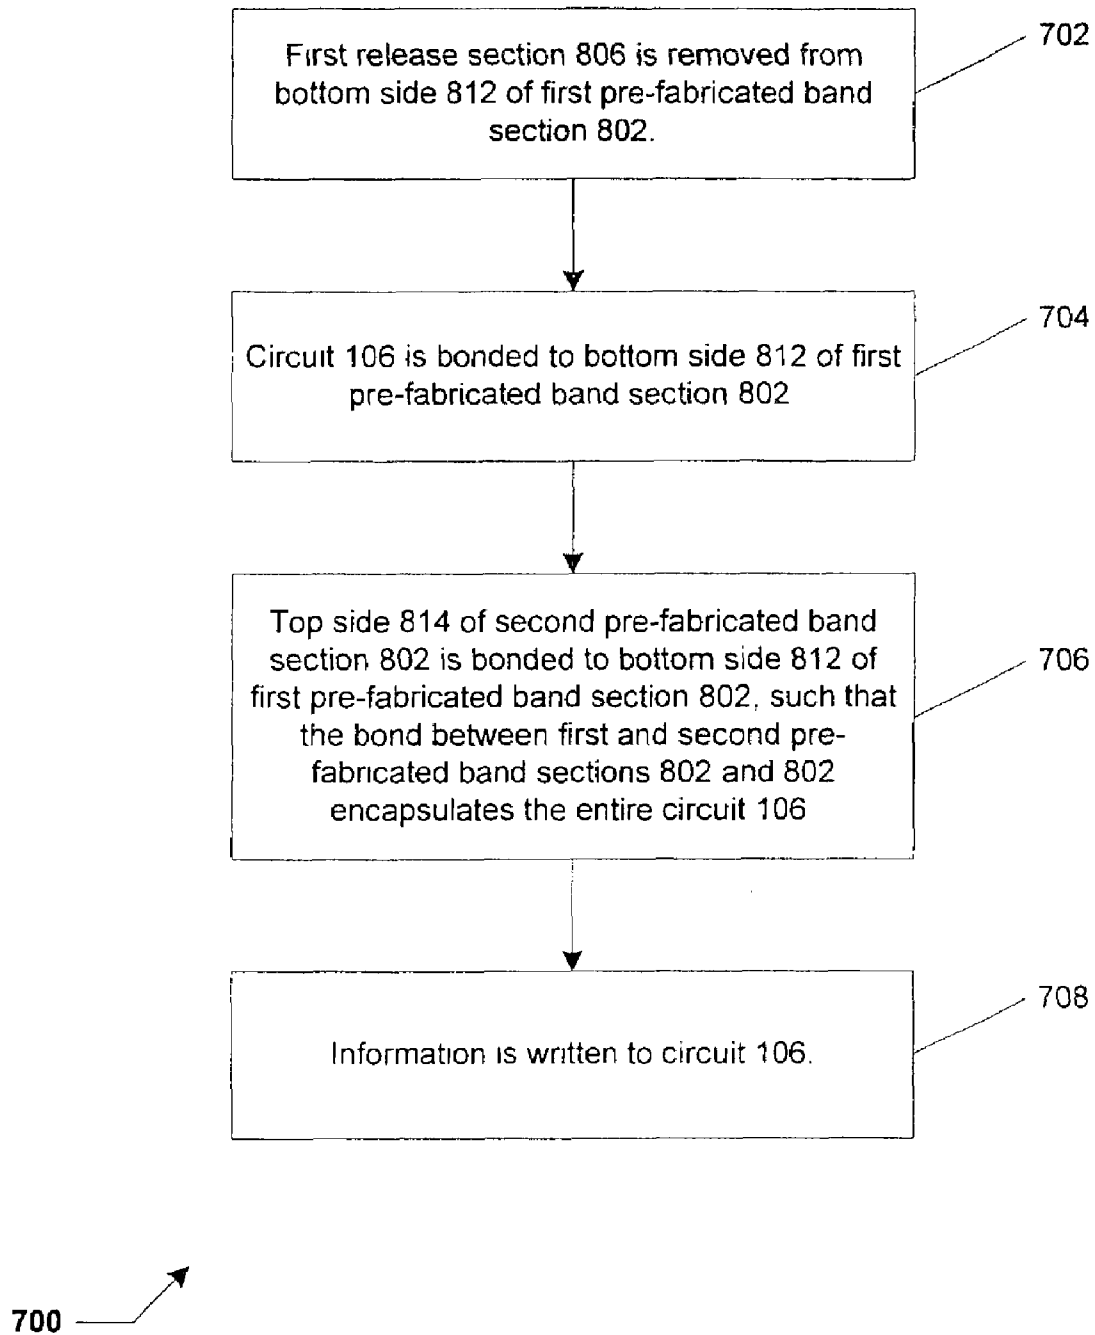 First release section 806 is removed from
bottom side 812 of first pre-fabricated band
section 802.
702
Circuit 106 is bonded to bottom side 812 of first
pre-fabricated band section 802
704
Top side 814 of second pre-fabricated band
section 802 is bonded to bottom side 812 of
first pre-fabricated band section 802, such that
the bond between first and second pre-
fabricated band sections 802 and 802
encapsulates the entire circuit 106
706
Information is written to circuit 106.
708
700